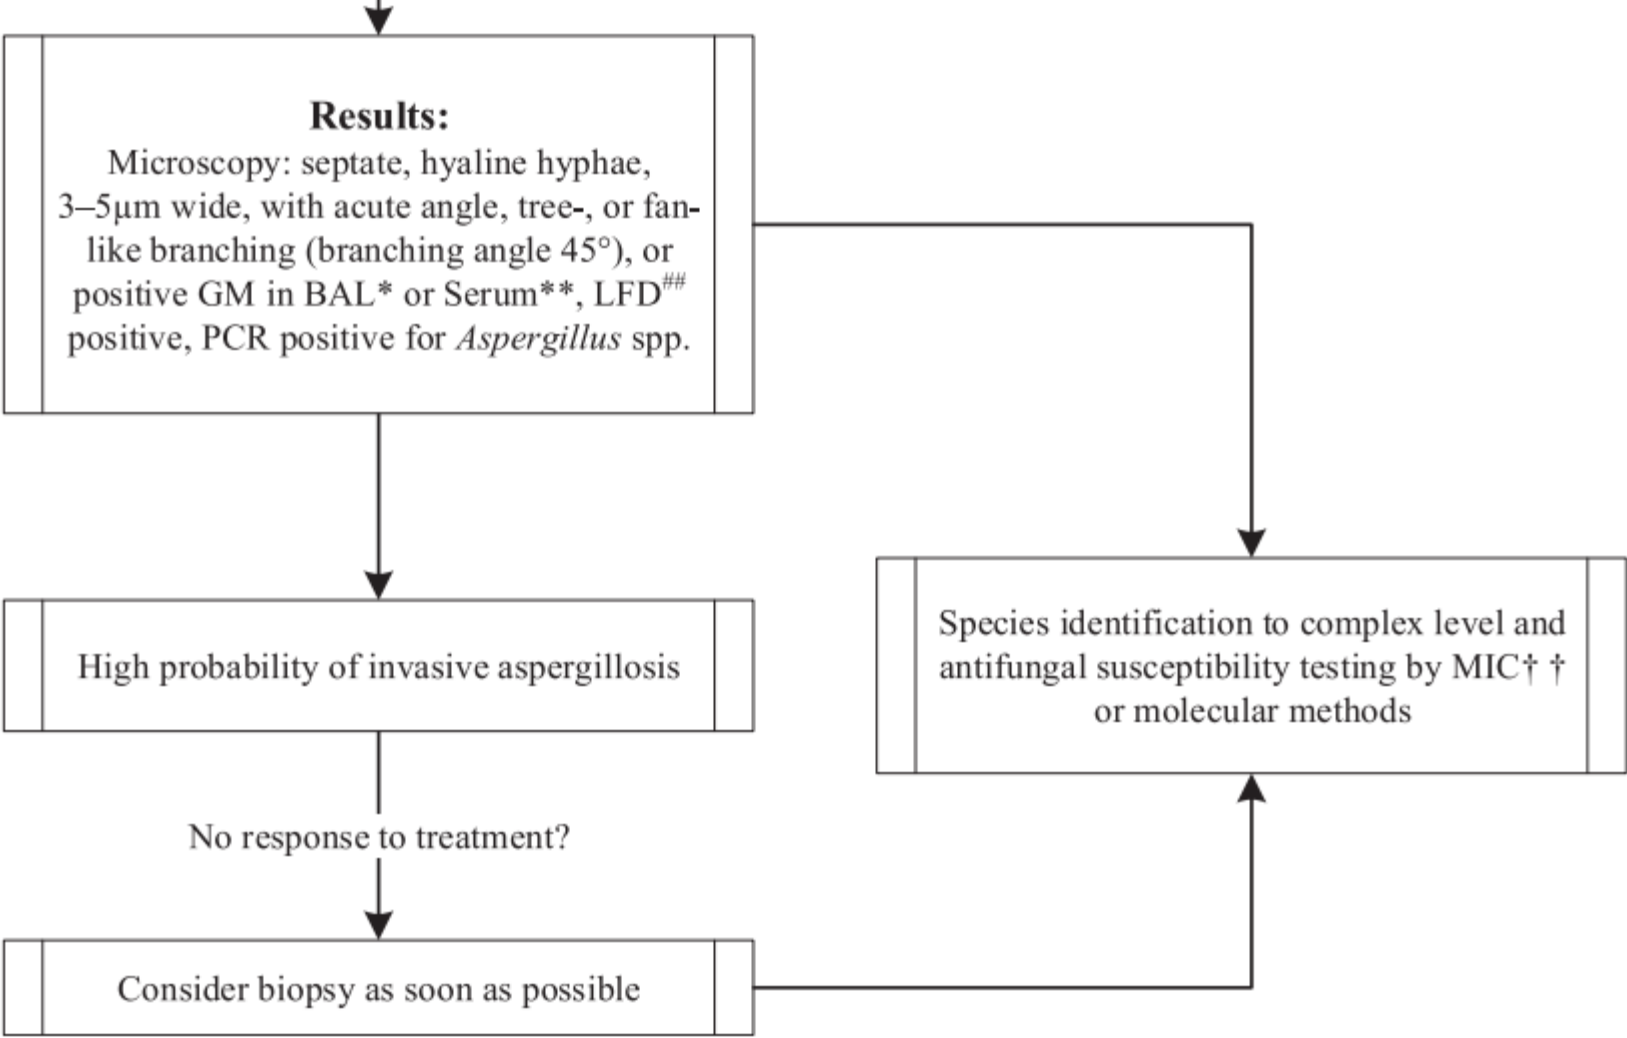 Results:
Microscopy: septate, hyaline hyphae,
3–5µm wide, with acute angle, tree-, or fan-
like branching (branching angle 45°), or
positive GM in BAL* or Serum**, LFD##
positive, PCR positive for Aspergillus spp.
High probability of invasive aspergillosis
Species identification to complex level and
antifungal susceptibility testing by MIC† †
or molecular methods
No response to treatment?
Consider biopsy as soon as possible